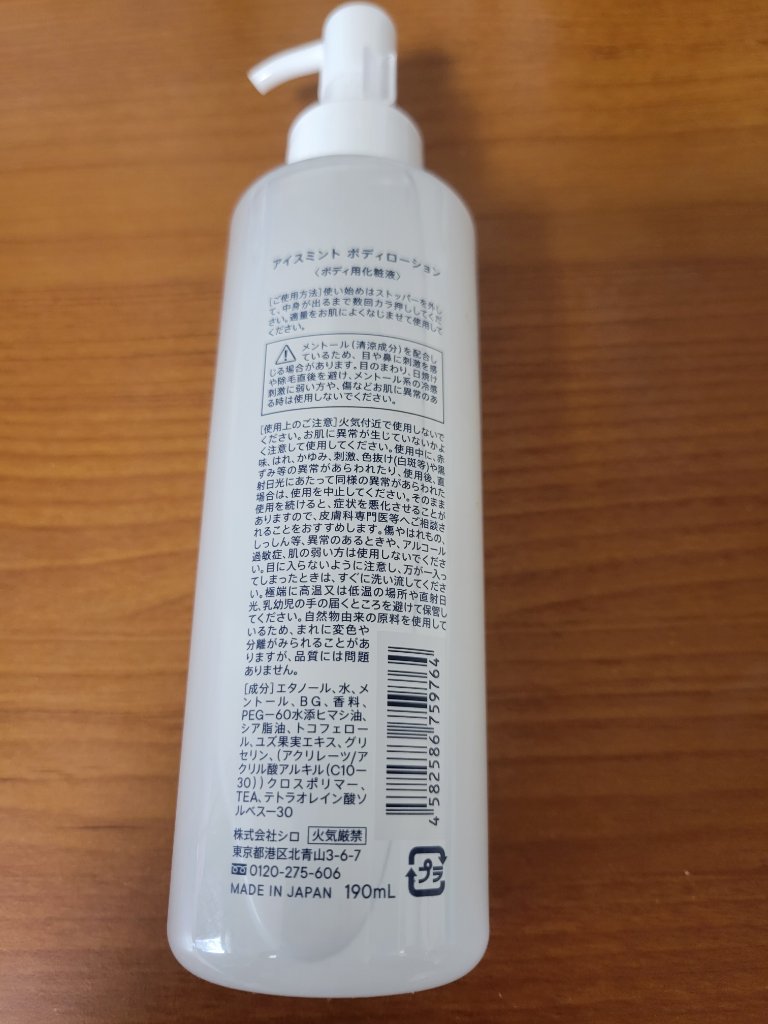 アイスミント ボディローション
〈ボディ用化粧液〉
[ご使用方法]使い始めはストッパーを外し
て、中身が出るまで数回カラ押ししてくだ
さい。適量をお肌によくなじませて使用して
ください。
メントール(清涼成分)を配合し
ているため、目や鼻に刺激を感
じる場合があります。目のまわり、日焼け
や除毛直後を避け、メントール系の冷感
刺激に弱い方や、傷などお肌に異常のあ
る時は使用しないでください。
[使用上のご注意]火気付近で使用しないで
ください。お肌に異常が生じていないかよ
く注意して使用してください。使用中に、赤
味、はれ、かゆみ、刺激、色抜け(白斑等)や黒
ずみ等の異常があらわれたり、使用後、直
射日光にあたって同様の異常があらわれた
場合は、使用を中止してください。そのまま
使用を続けると、症状を悪化させることが
ありますので、皮膚科専門医等へご相談さ
れることをおすすめします。傷やはれもの、
しっしん等、異常のあるときや、アルコール
過敏症、肌の弱い方は使用しないでくださ
い。目に入らないように注意し、万が一入っ
てしまったときは、すぐに洗い流してくださ
い。極端に高温又は低温の場所や直射日
光、乳幼児の手の届くところを避けて保管し
てください。自然物由来の原料を使用して
いるため、まれに変色や
分離がみられることがあ
りますが、品質には問題
ありません。
[成分]エタノール、水、メ
ントール、BG、香料、
PEG-60水添ヒマシ油、
シア脂油、トコフェロー
ル、ユズ果実エキス、グリ
セリン、(アクリレーツ/ア
クリル酸アルキル(C10-
30))クロスポリマー、
TEA、テトラオレイン酸ソ
ルベス-30
4582586759764
株式会社シロ 火気厳禁
東京都港区北青山3-6-7
0120-275-606
MADE IN JAPAN 190mL
プラ